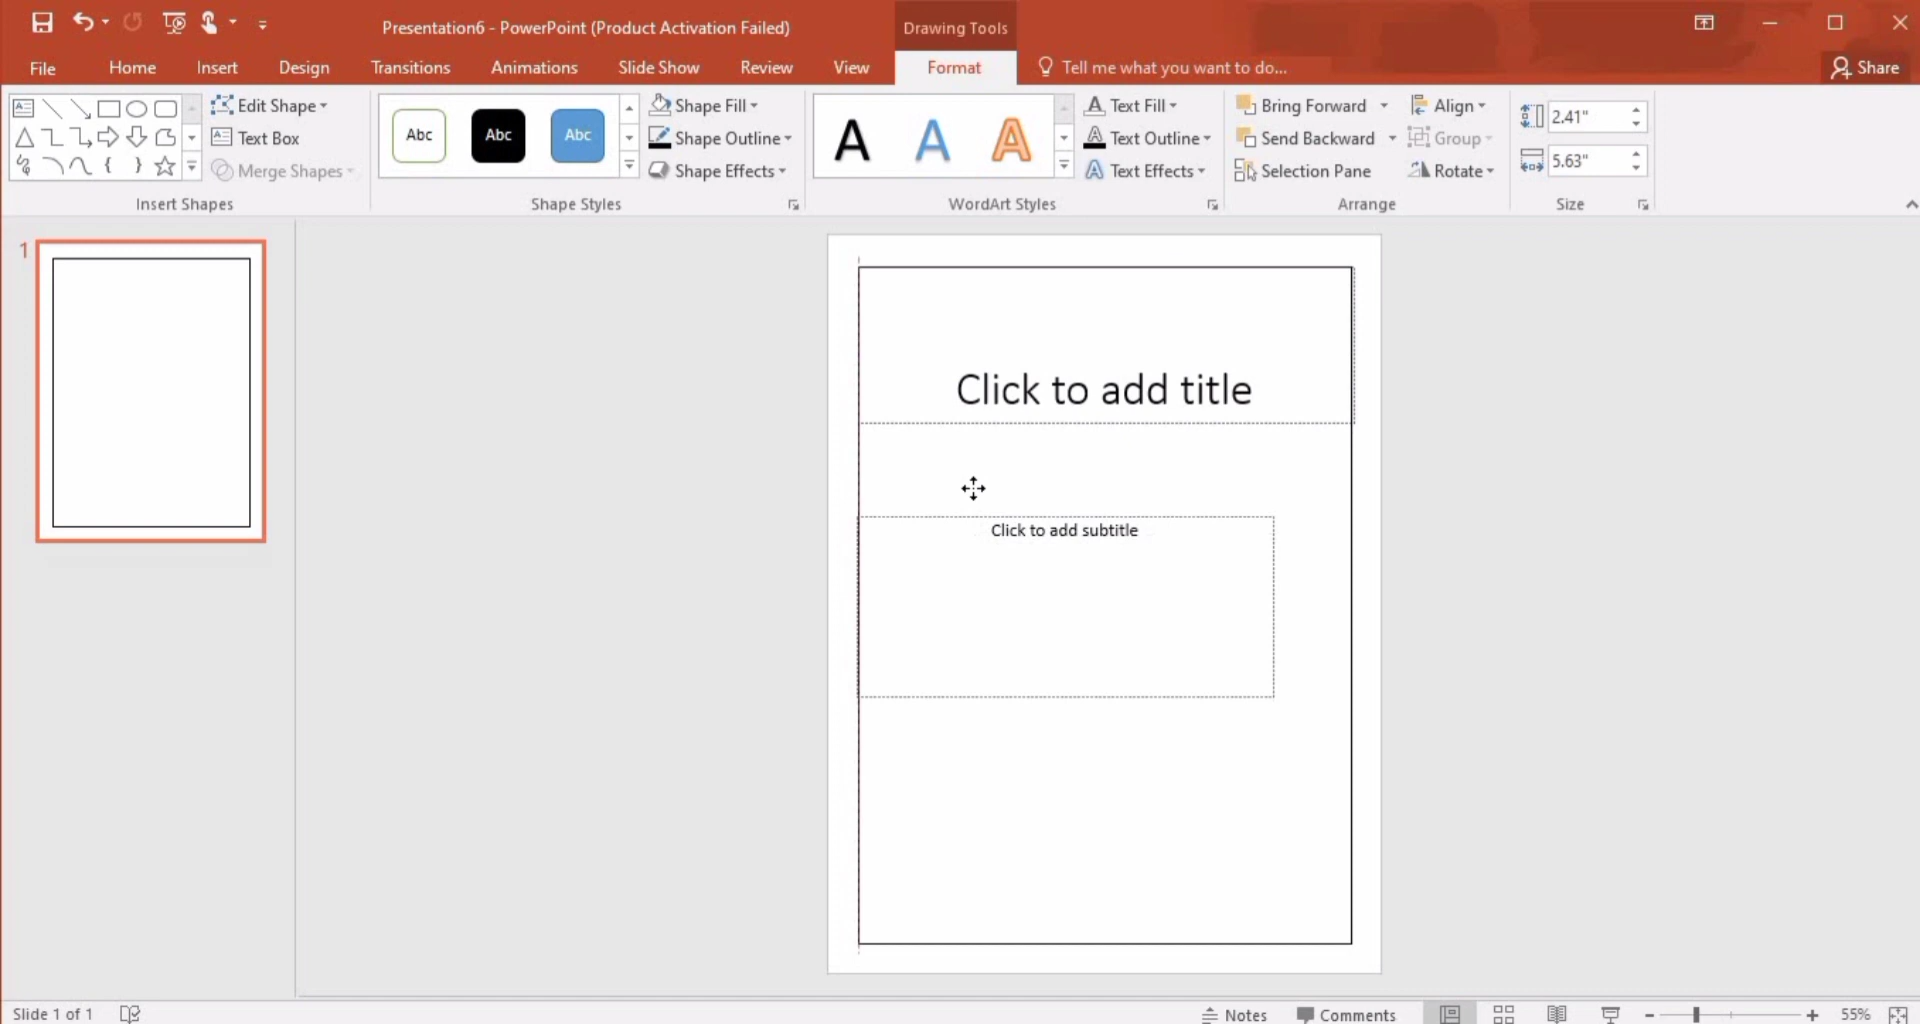 Presentation6 - PowerPoint (Product Activation Failed)
Drawing Tools
File Home Insert Design Transitions Animations Slide Show Review View Format Tell me what you want to do... Share
Edit Shape
Text Box
Merge Shapes
Insert Shapes
Abc Abc Abc
Shape Fill
Shape Outline
Shape Effects
Shape Styles
A A A
Text Fill
Text Outline
Text Effects
WordArt Styles
Bring Forward
Send Backward
Selection Pane
Align
Group
Rotate
Arrange
2.41"
5.63"
Size
1
Click to add title
Click to add subtitle
Slide 1 of 1
Notes Comments 55%